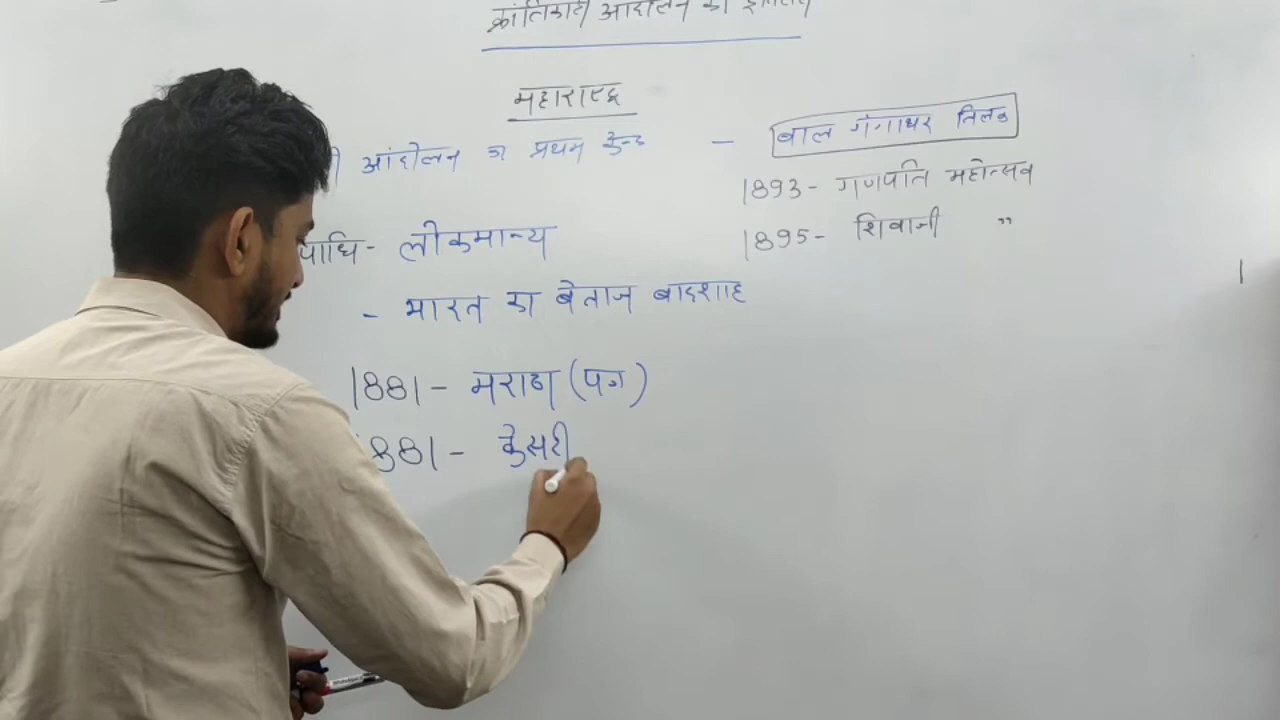 क्रांतिकारी आंदोलन का इतिहास
महाराष्ट्र
ी आंदोलन का प्रथम केन्द्र - बाल गंगाधर तिलक
1893- गणपति महोत्सव
1895- शिवाजी "
पाधि- लोकमान्य
- भारत का बेताज बादशाह
1881- मराठा (पत्र)
1881- केसरी